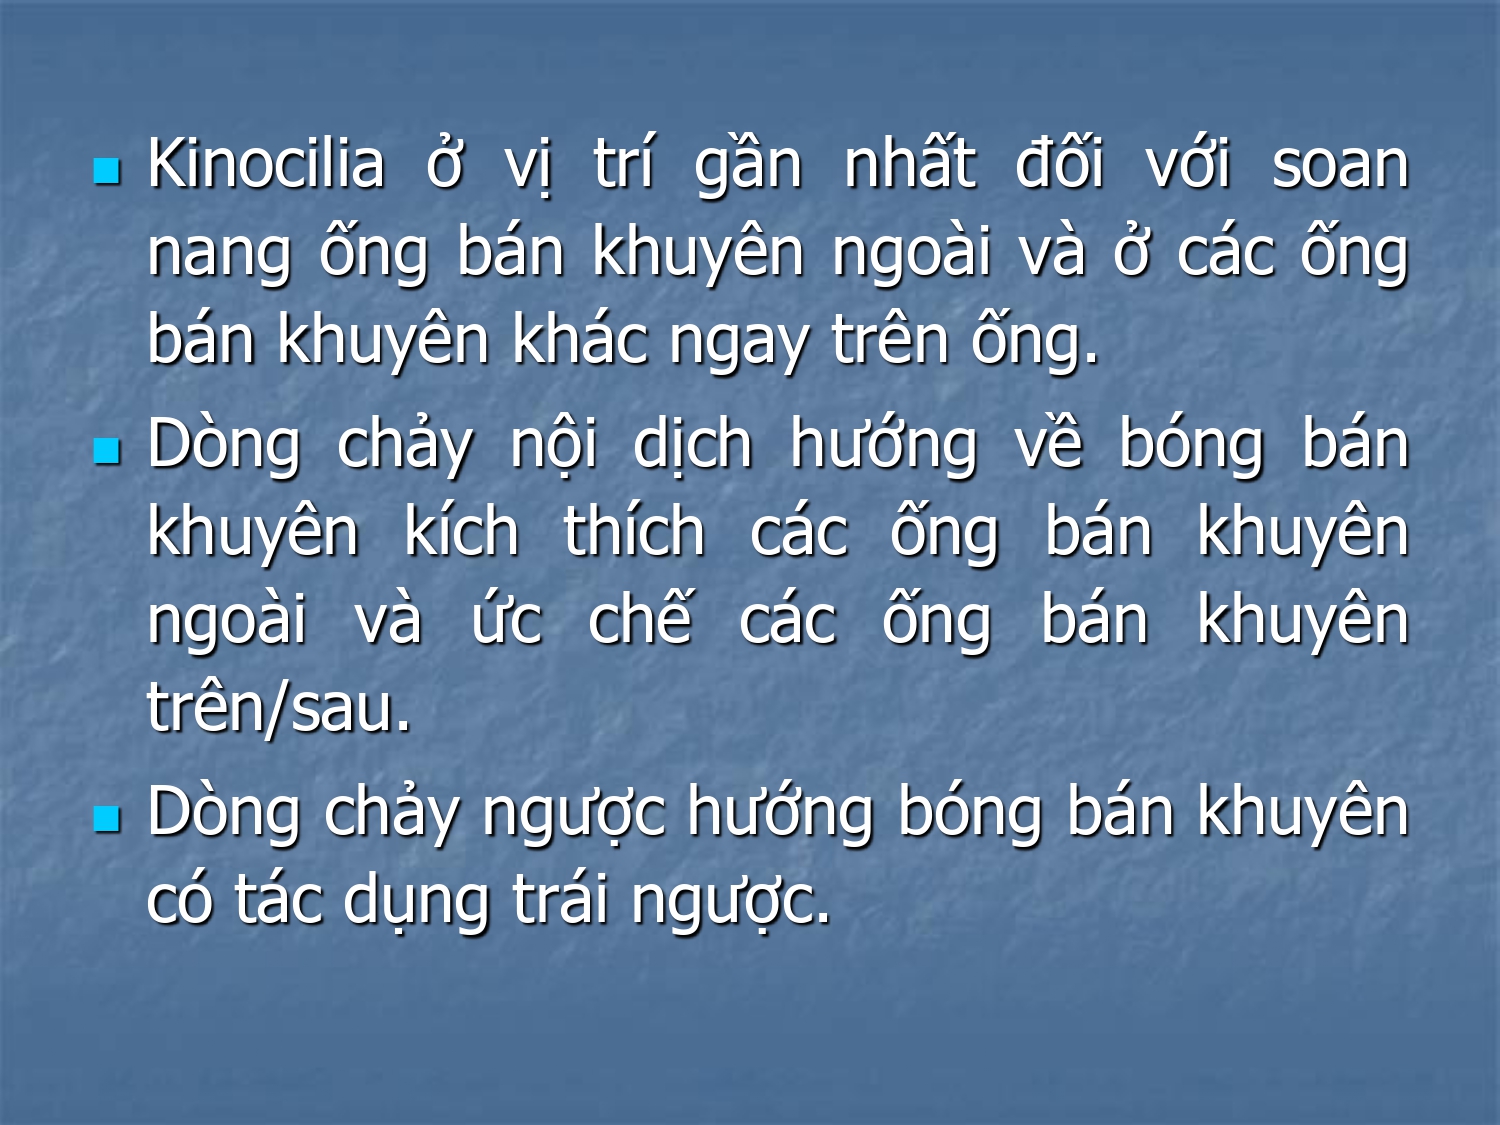 Kinocilia ở vị trí gần nhất đối với soan
nang ống bán khuyên ngoài và ở các ống
bán khuyên khác ngay trên ống.
Dòng chảy nội dịch hướng về bóng bán
khuyên kích thích các ống bán khuyên
ngoài và ức chế các ống bán khuyên
trên/sau.
Dòng chảy ngược hướng bóng bán khuyên
có tác dụng trái ngược.